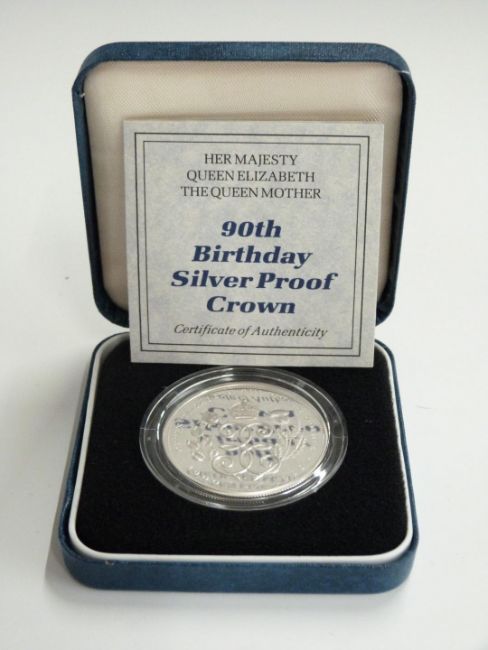 HER MAJESTY
QUEEN ELIZABETH
THE QUEEN MOTHER
90th
Birthday
Silver Proof
Crown
Certificate of Authenticity